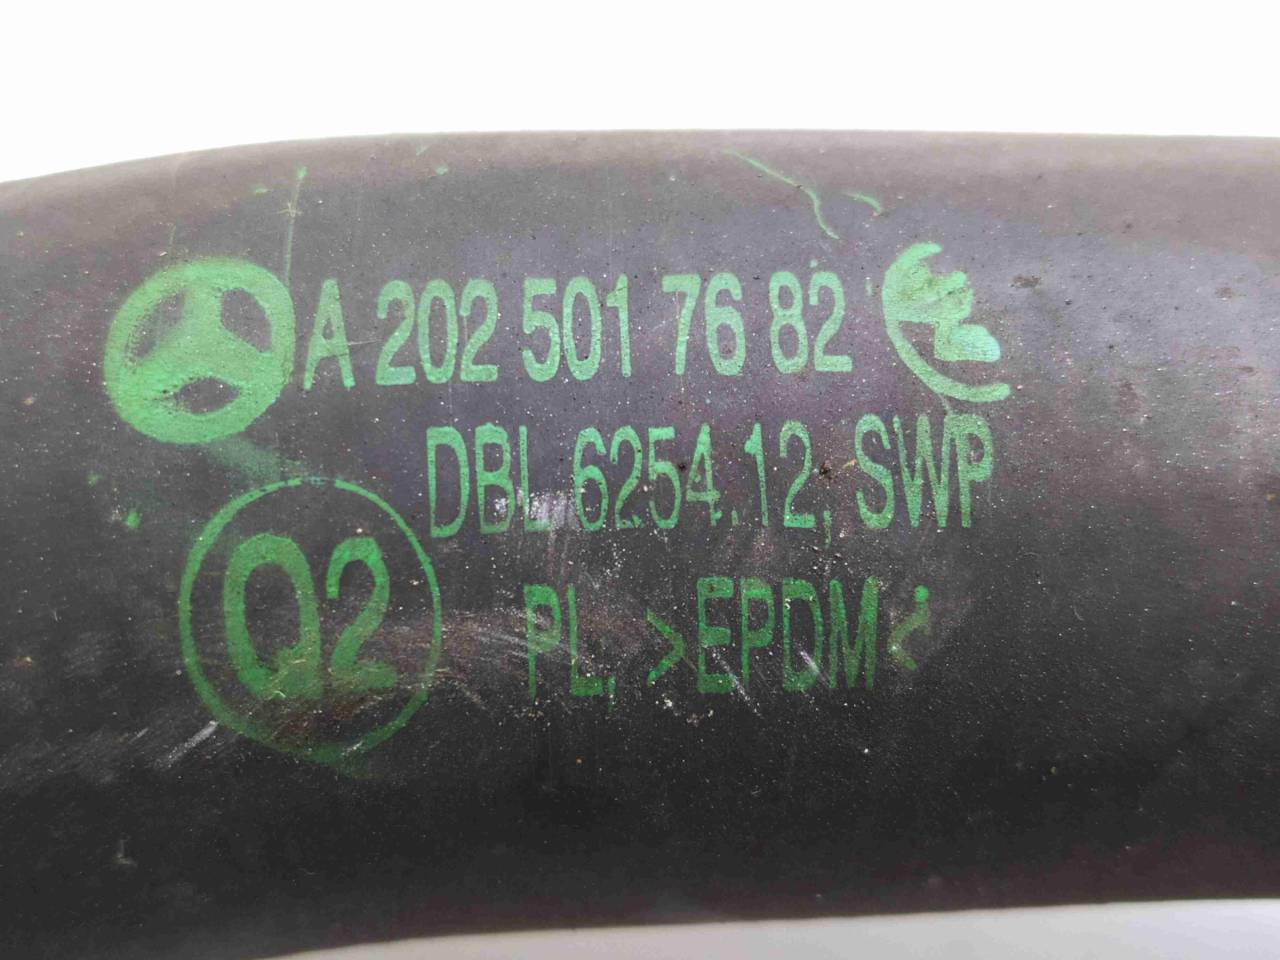 A 202 501 76 82
DBL 6254.12, SWP
Q2
PL, >EPDM<